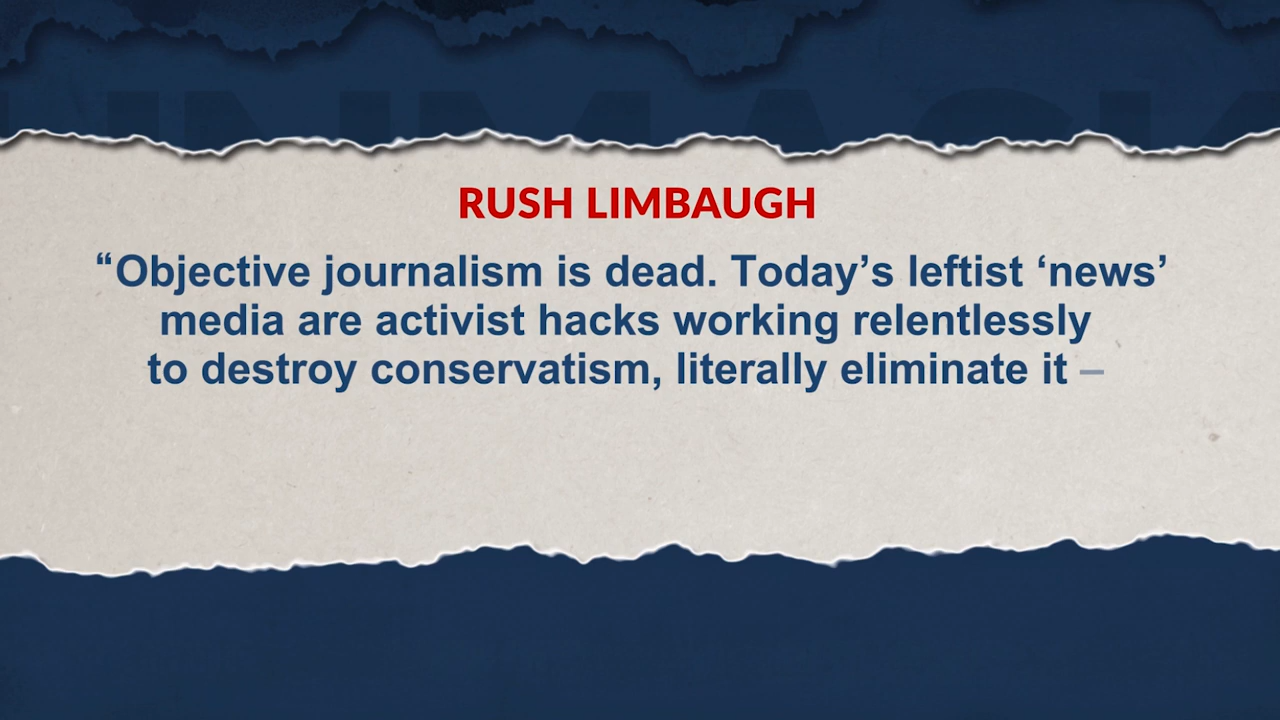 RUSH LIMBAUGH
“Objective journalism is dead. Today’s leftist ‘news’
media are activist hacks working relentlessly
to destroy conservatism, literally eliminate it –